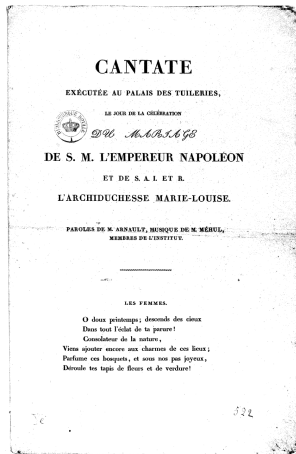 CANTATE
EXÉCUTÉE AU PALAIS DES TUILERIES,
LE JOUR DE LA CÉLÉBRATION
DU MARIAGE
DE S. M. L'EMPEREUR NAPOLÉON
ET DE S. A. I. ET R.
L'ARCHIDUCHESSE MARIE-LOUISE.
PAROLES DE M. ARNAULT, MUSIQUE DE M. MÉHUL,
MEMBRES DE L'INSTITUT.
LES FEMMES.
O doux printemps; descends des cieux
Dans tout l'éclat de ta parure!
Consolateur de la nature,
Viens ajouter encore aux charmes de ces lieux;
Parfume ces bosquets, et sous nos pas joyeux,
Déroule tes tapis de fleurs et de verdure!